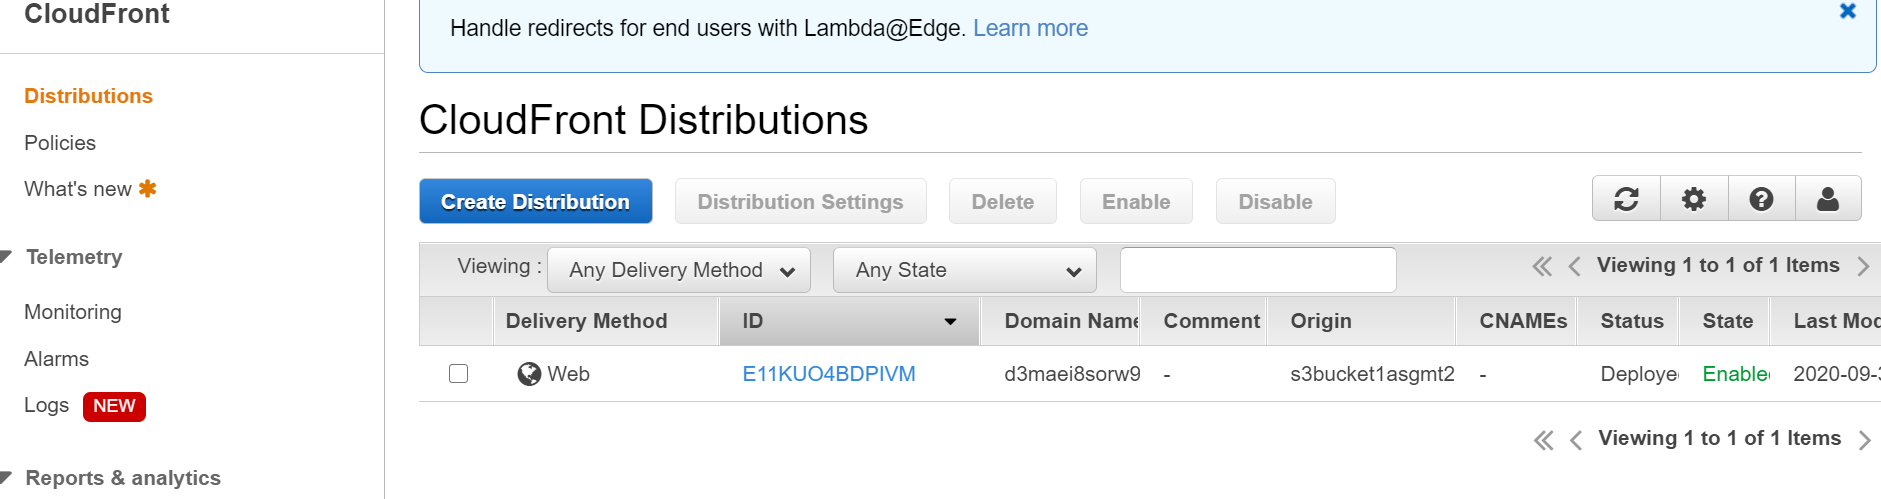 CloudFront
Distributions
Policies
What's new
Telemetry
Monitoring
Alarms
Logs NEW
Reports & analytics
Handle redirects for end users with Lambda@Edge. Learn more
CloudFront Distributions
Create Distribution Distribution Settings Delete Enable Disable
Viewing : Any Delivery Method Any State Viewing 1 to 1 of 1 Items
Delivery Method ID Domain Name Comment Origin CNAMEs Status State Last Mod
Web E11KUO4BDPIVM d3maei8sorw9 - s3bucket1asgmt2 - Deploye Enable 2020-09-
Viewing 1 to 1 of 1 Items